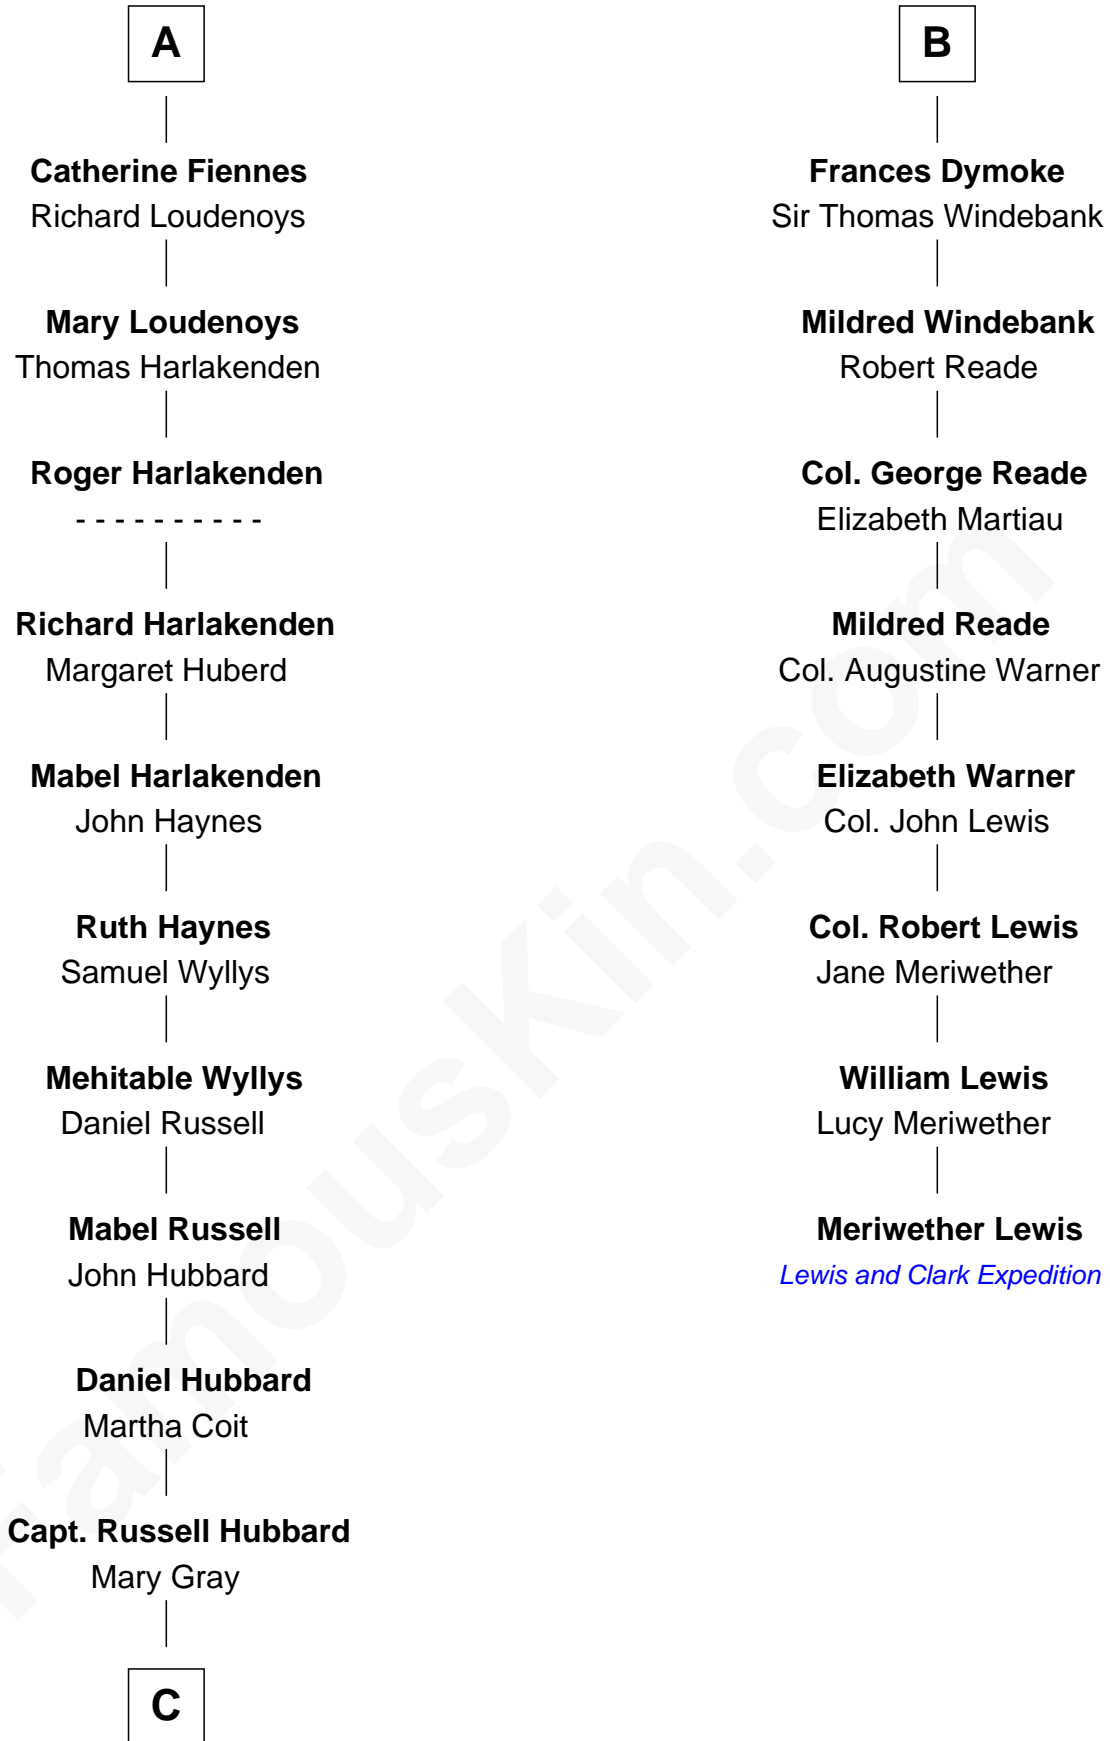 A
Catherine Fiennes
Richard Loudenoys
Mary Loudenoys
Thomas Harlakenden
Roger Harlakenden
- - - - - - - - - -
Richard Harlakenden
Margaret Huberd
Mabel Harlakenden
John Haynes
Ruth Haynes
Samuel Wyllys
Mehitable Wyllys
Daniel Russell
Mabel Russell
John Hubbard
Daniel Hubbard
Martha Coit
Capt. Russell Hubbard
Mary Gray
C
B
Frances Dymoke
Sir Thomas Windebank
Mildred Windebank
Robert Reade
Col. George Reade
Elizabeth Martiau
Mildred Reade
Col. Augustine Warner
Elizabeth Warner
Col. John Lewis
Col. Robert Lewis
Jane Meriwether
William Lewis
Lucy Meriwether
Meriwether Lewis
Lewis and Clark Expedition
FamousKin.com